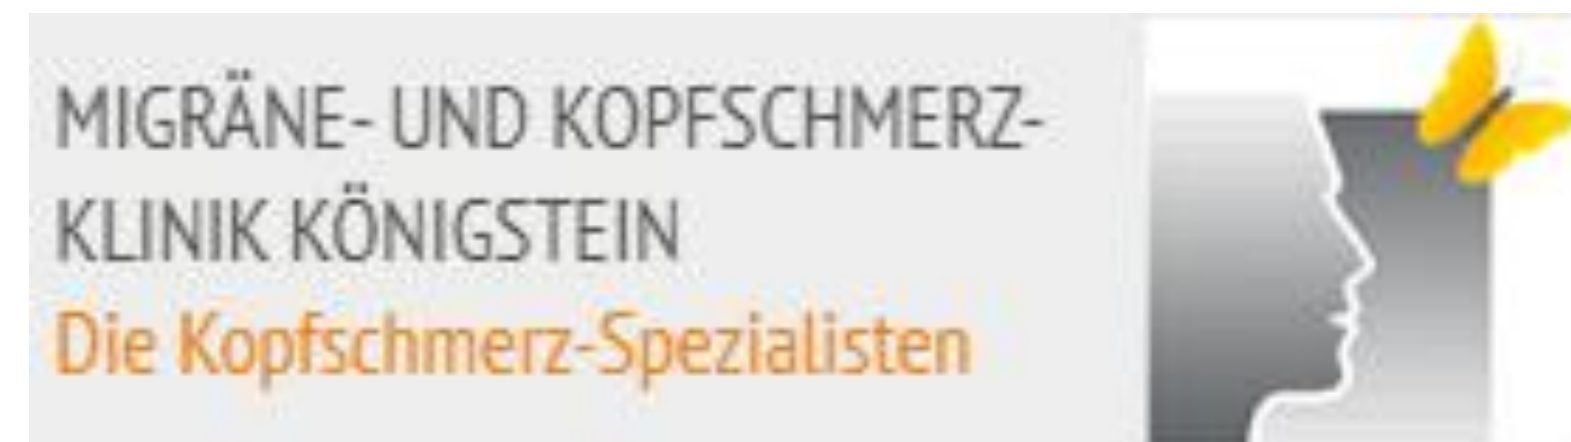 MIGRÄNE- UND KOPFSCHMERZ-
KLINIK KÖNIGSTEIN
Die Kopfschmerz-Spezialisten